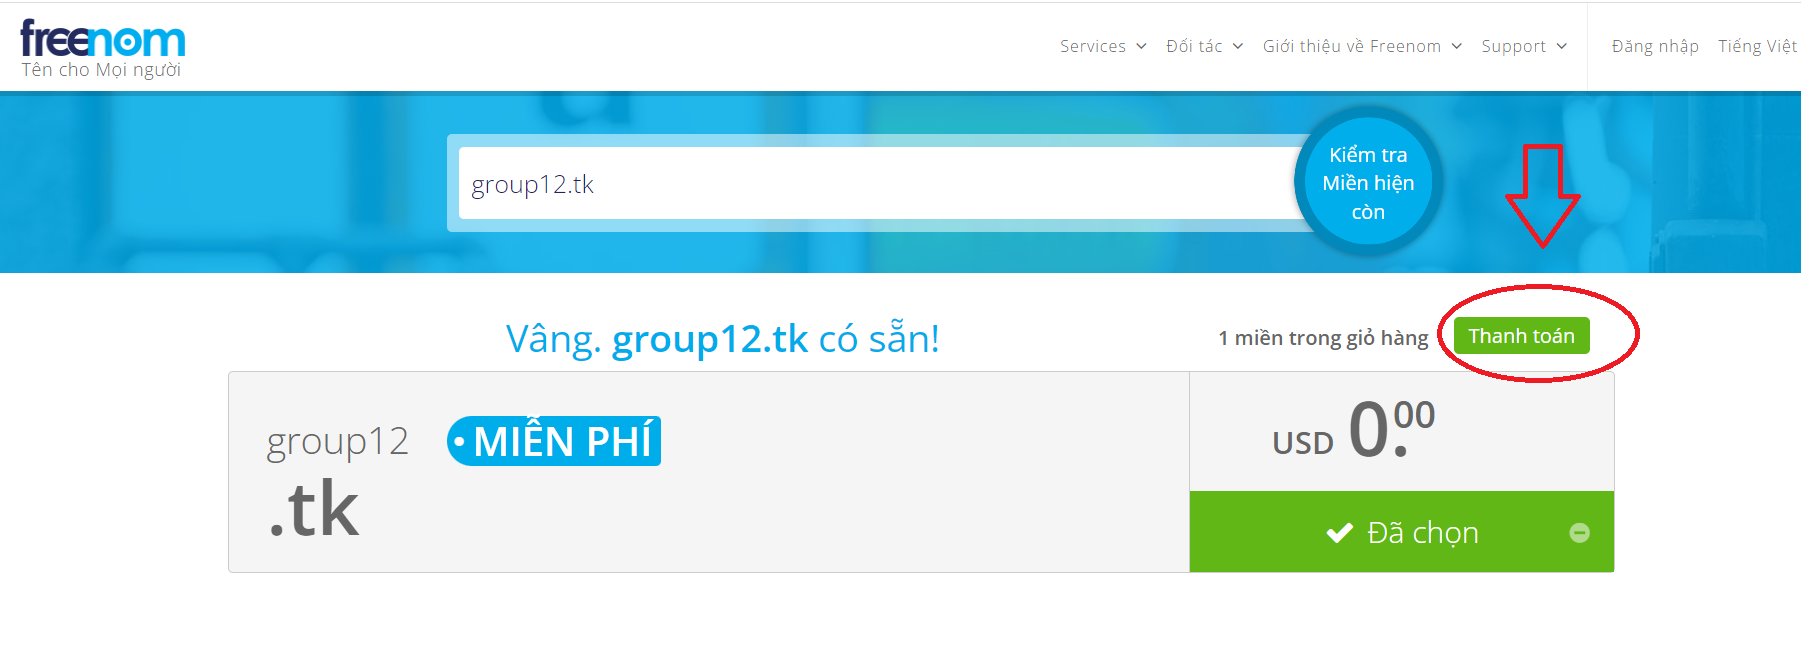 freenom
Tên cho Mọi người
Services Đối tác Giới thiệu về Freenom Support Đăng nhập Tiếng Việt
group12.tk
Kiểm tra
Miền hiện
còn
Vâng. group12.tk có sẵn!
1 miền trong giỏ hàng Thanh toán
group12 • MIỄN PHÍ
.tk
USD 0.00
Đã chọn